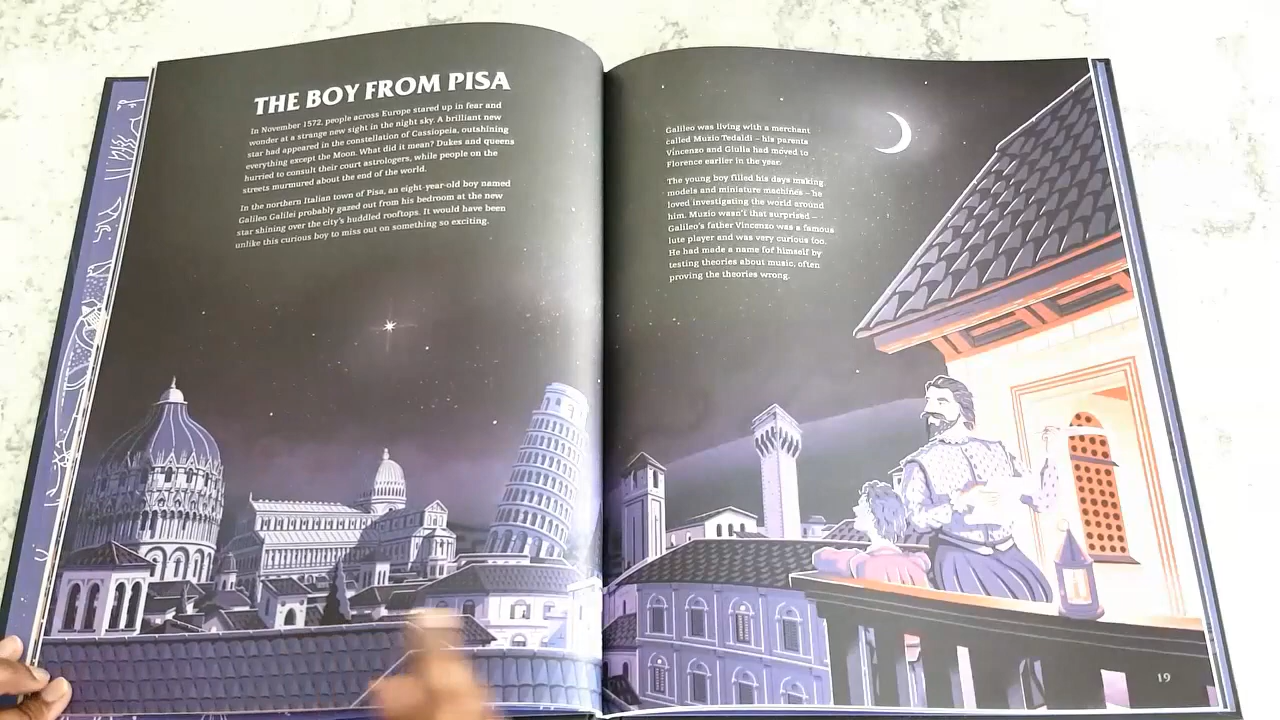 THE BOY FROM PISA
In November 1572, people across Europe stared up in fear and
wonder at a strange new sight in the night sky. A brilliant new
star had appeared in the constellation of Cassiopeia, outshining
everything except the Moon. What did it mean? Dukes and queens
hurried to consult their court astrologers, while people on the
streets murmured about the end of the world.
In the northern Italian town of Pisa, an eight-year-old boy named
Galileo Galilei probably gazed out from his bedroom at the new
star shining over the city's huddled rooftops. It would have been
unlike this curious boy to miss out on something so exciting.
Galileo was living with a merchant
called Muzio Tedaldi – his parents
Vincenzo and Giulia had moved to
Florence earlier in the year.
The young boy filled his days making
models and miniature machines – he
loved investigating the world around
him. Muzio wasn't that surprised –
Galileo's father Vincenzo was a famous
lute player and was very curious too.
He had made a name for himself by
testing theories about music, often
proving the theories wrong.
19